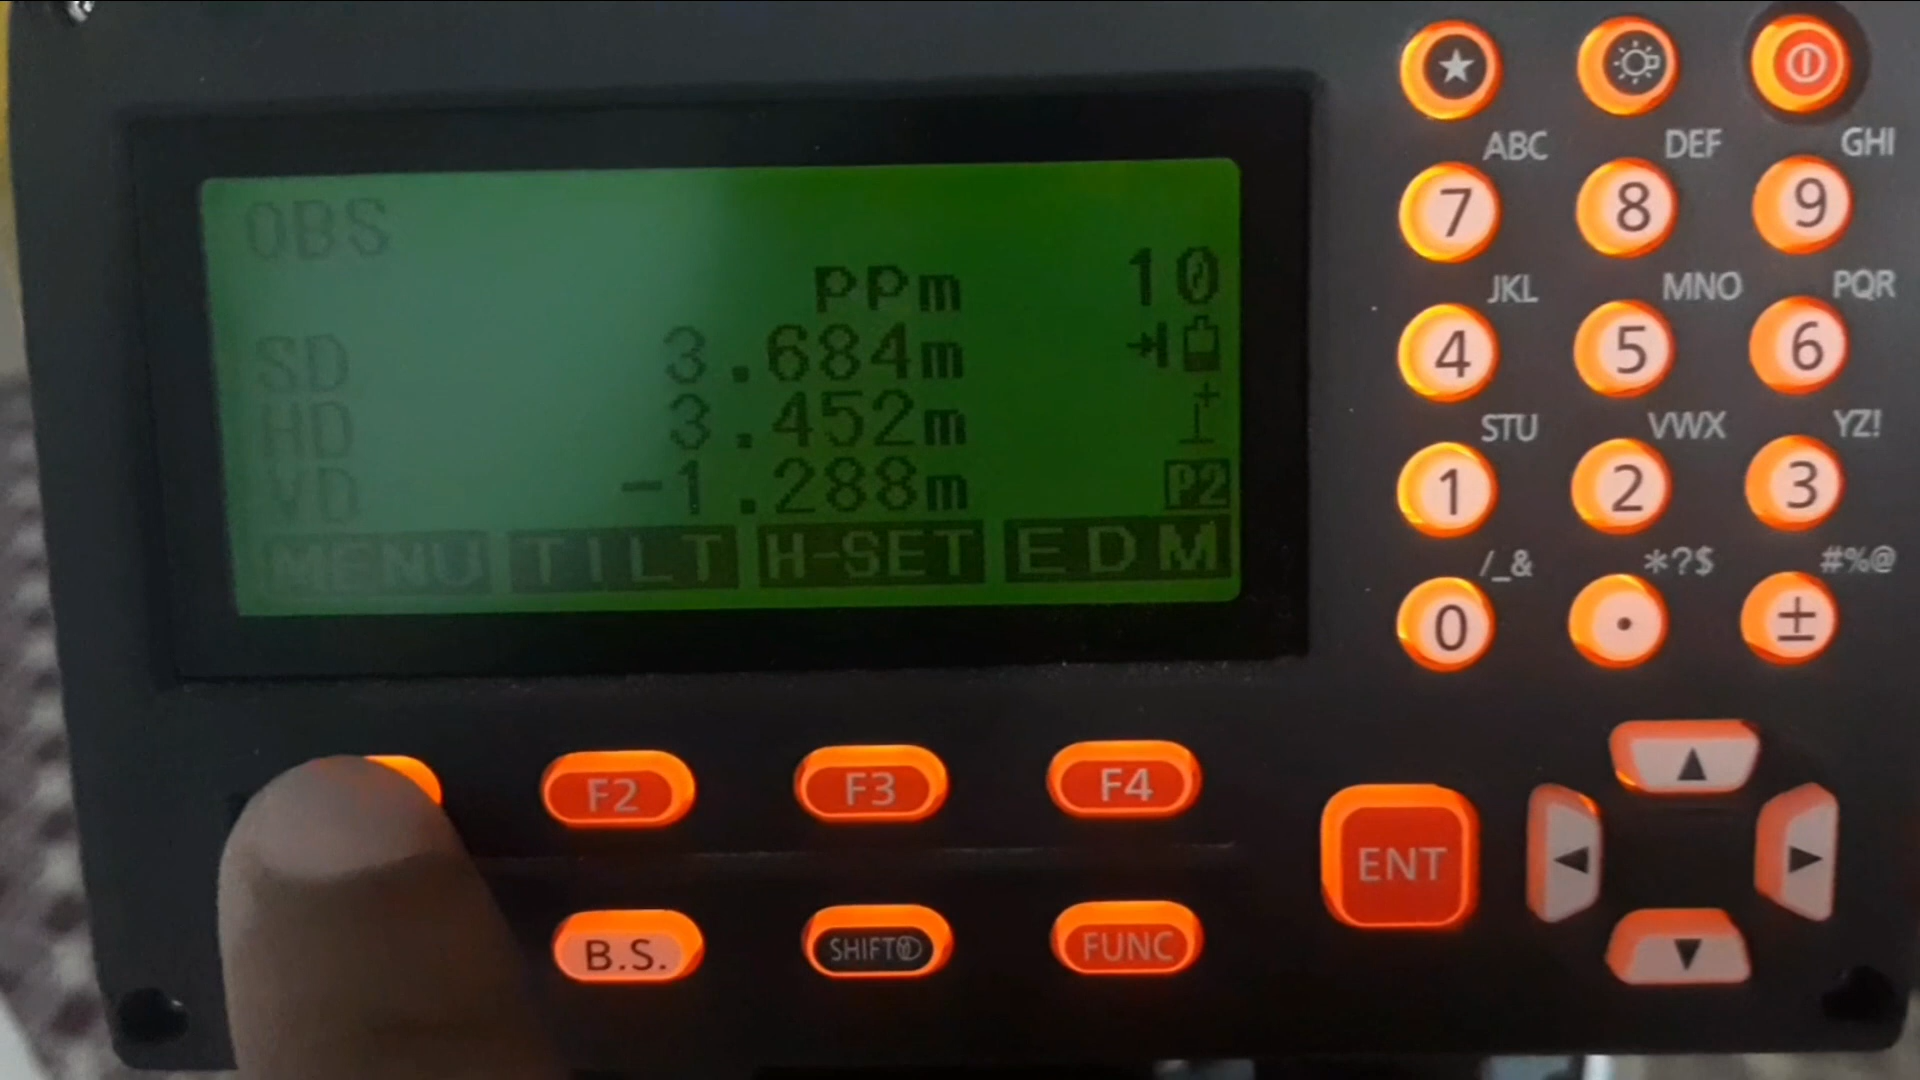 OBS
ppm 10
SD 3.684m
HD 3.452m
VD -1.288m P2
MENU TILT H-SET EDM
ABC DEF GHI
7 8 9
JKL MNO PQR
4 5 6
STU VWX YZ!
1 2 3
/_& *?$ #%@
0 . ±
F2 F3 F4
ENT
B.S. SHIFT FUNC